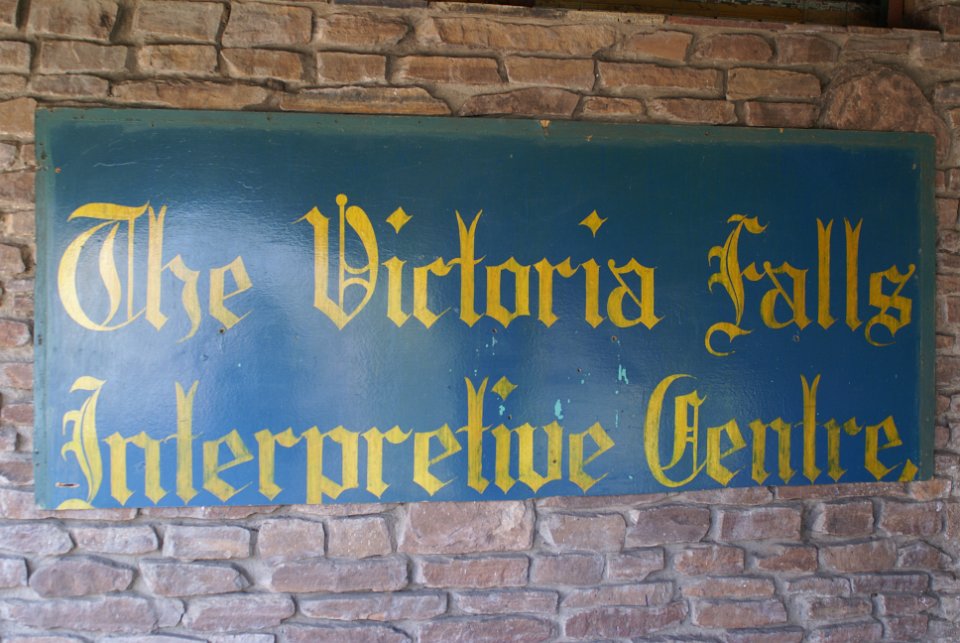 The Victoria Falls
Interpretive Centre,